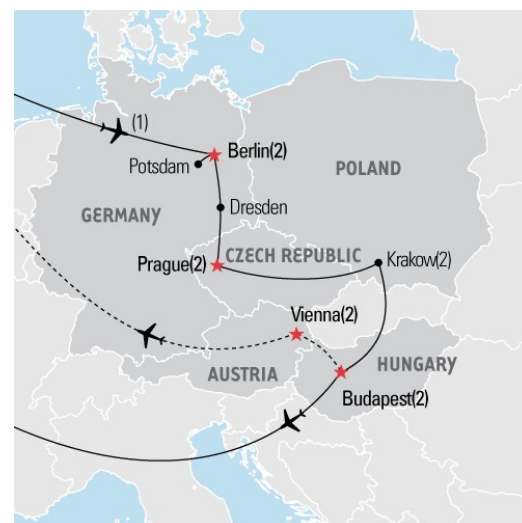 (1)
Berlin(2)
Potsdam
POLAND
GERMANY
Dresden
CZECH REPUBLIC
Prague(2)
Krakow(2)
Vienna(2)
HUNGARY
AUSTRIA
Budapest(2)